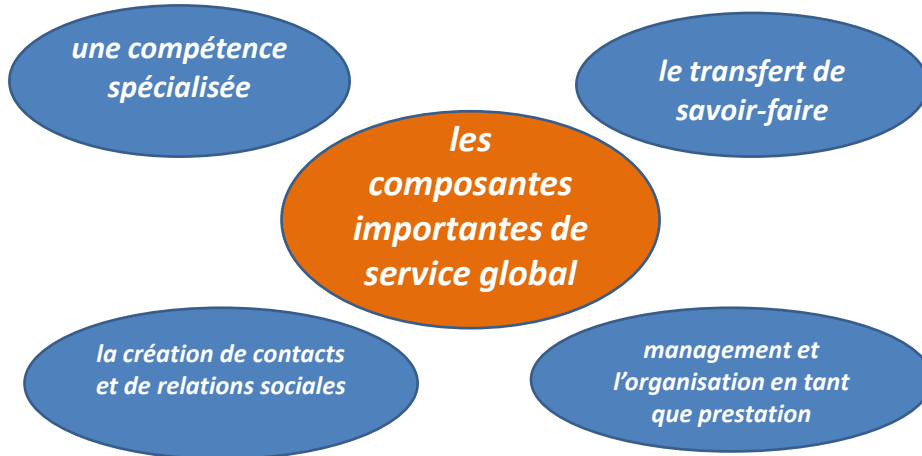 une compétence
spécialisée
le transfert de
savoir-faire
les
composantes
importantes de
service global
la création de contacts
et de relations sociales
management et
l’organisation en tant
que prestation